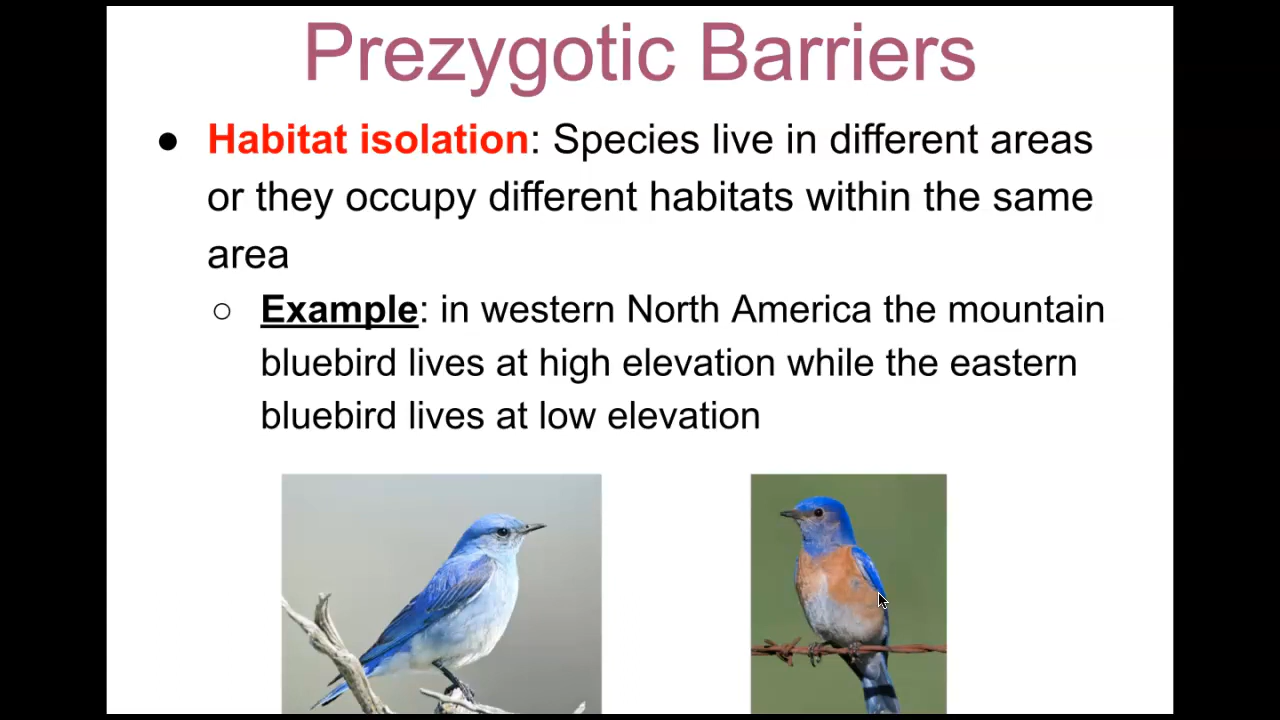 Prezygotic Barriers
● Habitat isolation: Species live in different areas
or they occupy different habitats within the same
area
○ Example: in western North America the mountain
bluebird lives at high elevation while the eastern
bluebird lives at low elevation